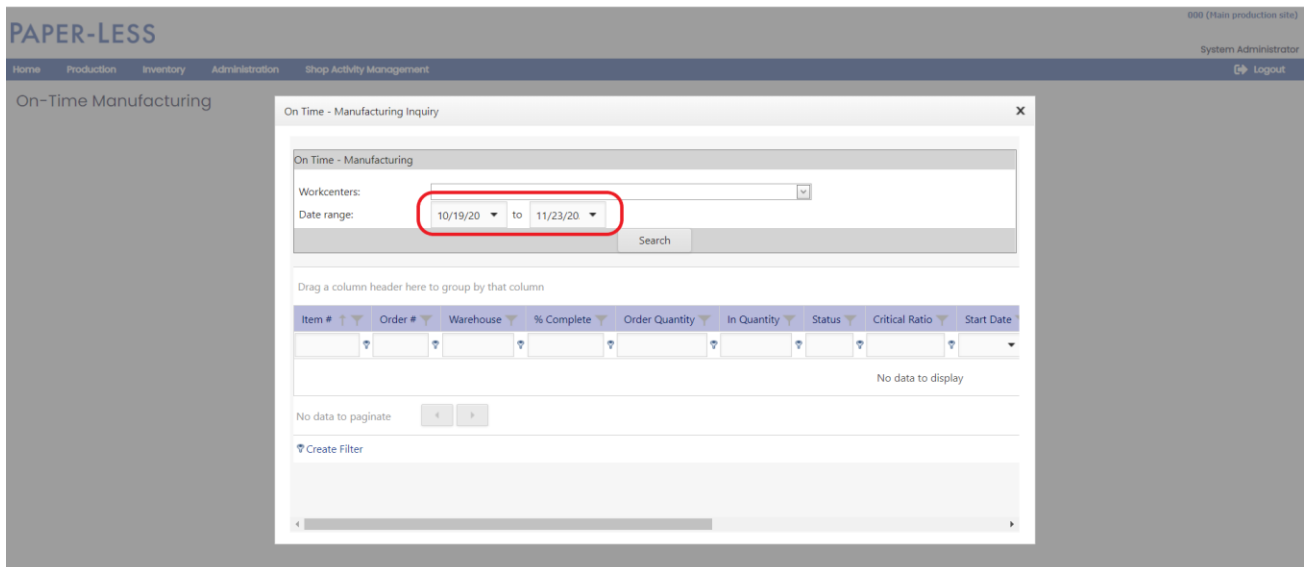 000 (Main production site)
PAPER-LESS
System Administrator
Home Production Inventory Administration Shop Activity Management Logout
On-Time Manufacturing
On Time - Manufacturing Inquiry X
On Time - Manufacturing
Workcenters:
Date range: 10/19/20 to 11/23/20
Search
Drag a column header here to group by that column
Item # Order # Warehouse % Complete Order Quantity In Quantity Status Critical Ratio Start Date
No data to display
No data to paginate
Create Filter